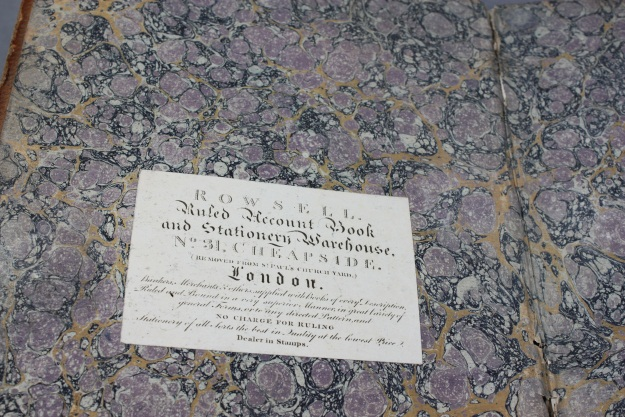 ROWSELL,
Ruled Account Book
and Stationery Warehouse,
No. 31, CHEAPSIDE.
(REMOVED FROM St. PAUL'S CHURCH YARD,)
London.
Bankers, Merchants, & others, supplied with Books of every Description
Ruled and Bound in a very superior Manner, in great Variety of
general Forms, or to any directed Pattern, and
NO CHARGE FOR RULING
Stationery of all Sorts the best in Quality at the lowest Price
Dealer in Stamps.